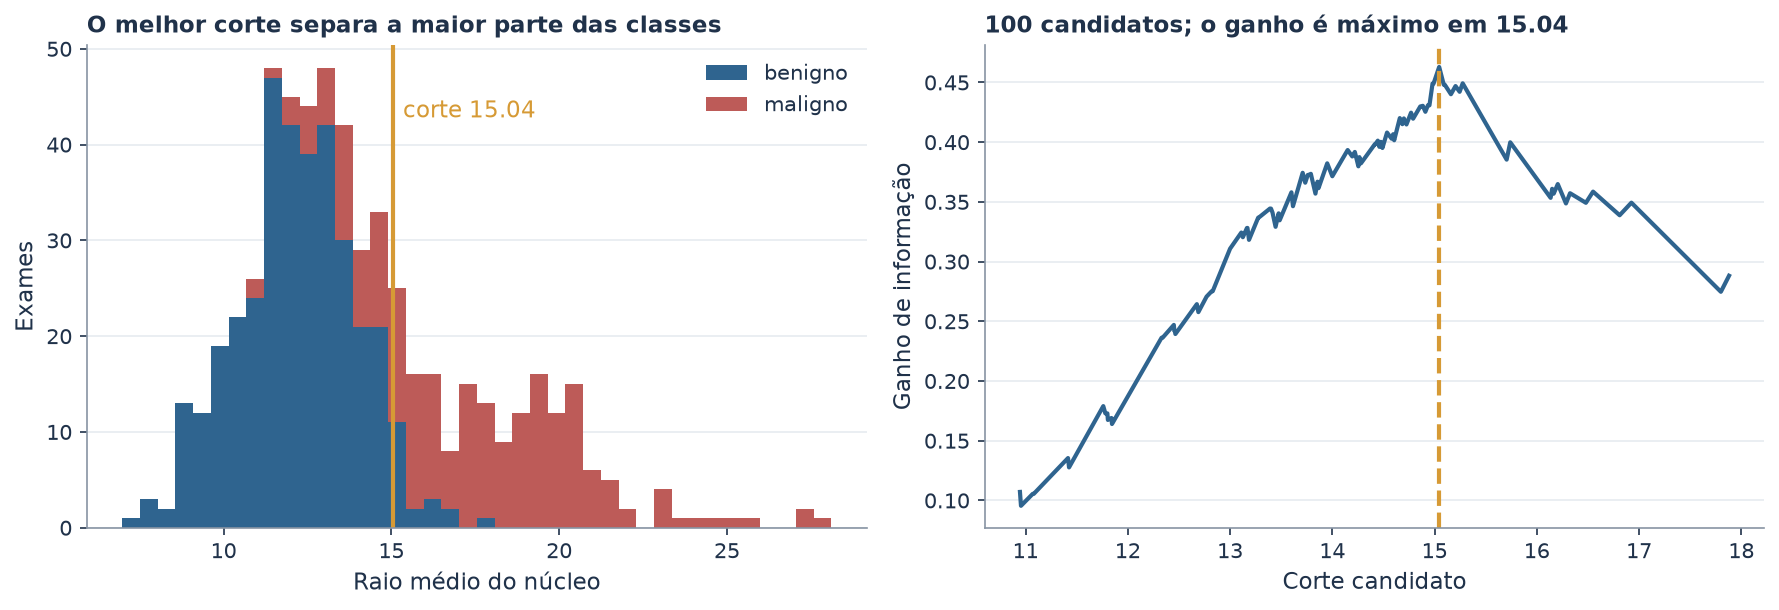 O melhor corte separa a maior parte das classes
50
40
30
20
10
0
Exames
benigno
maligno
corte 15.04
10
15
20
25
Raio médio do núcleo
100 candidatos; o ganho é máximo em 15.04
0.45
0.40
0.35
0.30
0.25
0.20
0.15
0.10
Ganho de informação
11
12
13
14
15
16
17
18
Corte candidato